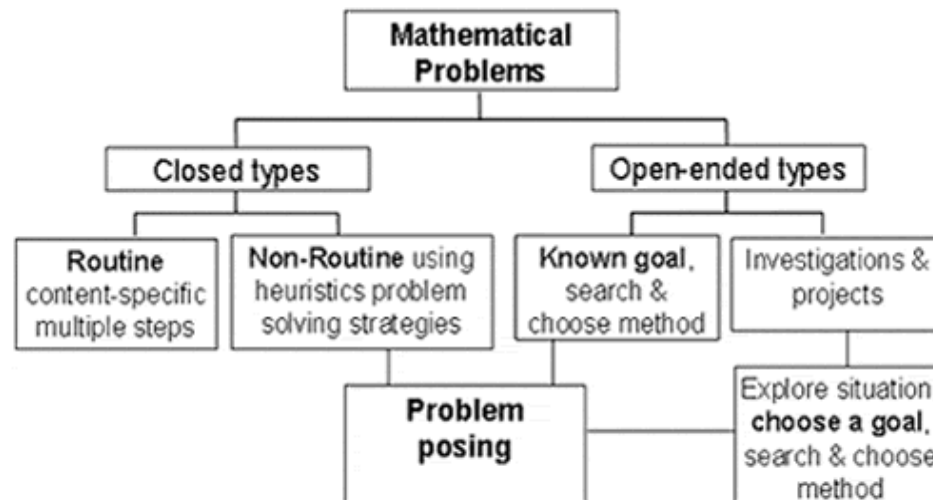 Mathematical
Problems
Closed types
Open-ended types
Routine
content-specific
multiple steps
Non-Routine using
heuristics problem
solving strategies
Known goal,
search &
choose method
Investigations &
projects
Problem
posing
Explore situation
choose a goal,
search & choose
method